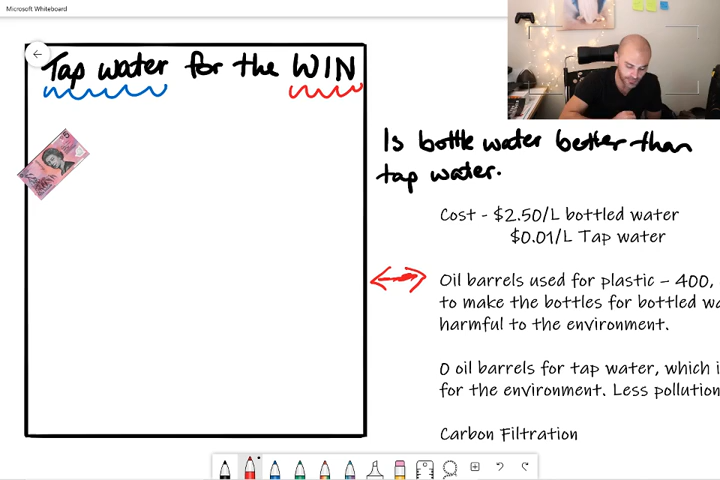 Microsoft Whiteboard
Tap water for the WIN
Is bottle water better than
tap water.
Cost - $2.50/L bottled water
$0.01/L Tap water
Oil barrels used for plastic – 400,
to make the bottles for bottled wa
harmful to the environment.
0 oil barrels for tap water, which i
for the environment. Less pollution
Carbon Filtration